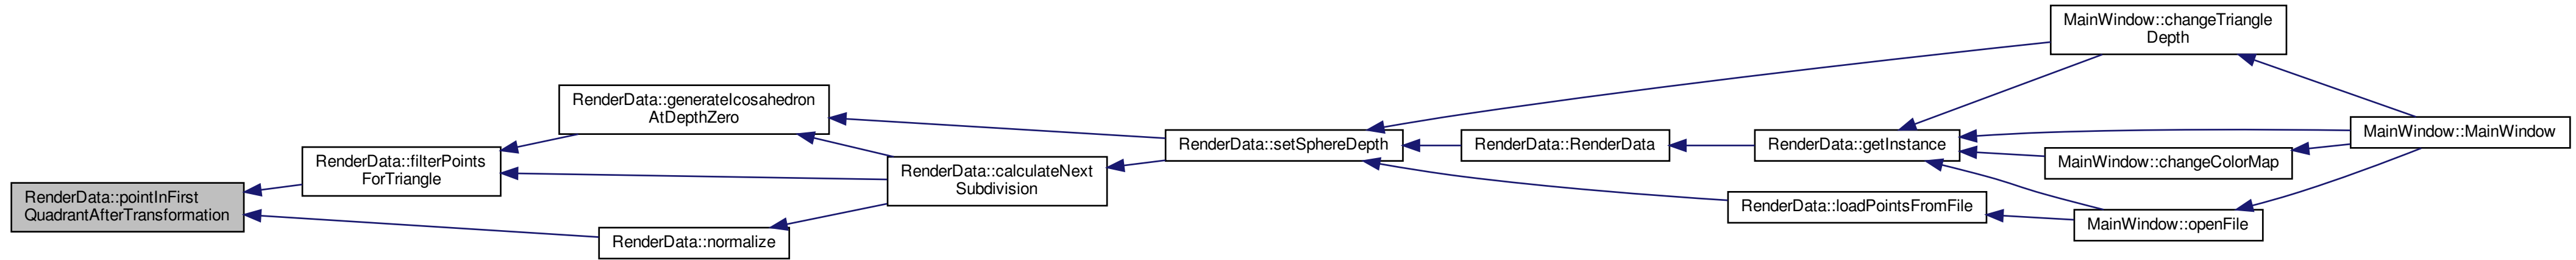 RenderData::pointInFirst
QuadrantAfterTransformation
RenderData::filterPoints
ForTriangle
RenderData::generateIcosahedron
AtDepthZero
RenderData::normalize
RenderData::calculateNext
Subdivision
RenderData::setSphereDepth
RenderData::RenderData
RenderData::loadPointsFromFile
RenderData::getInstance
MainWindow::changeTriangle
Depth
MainWindow::changeColorMap
MainWindow::openFile
MainWindow::MainWindow